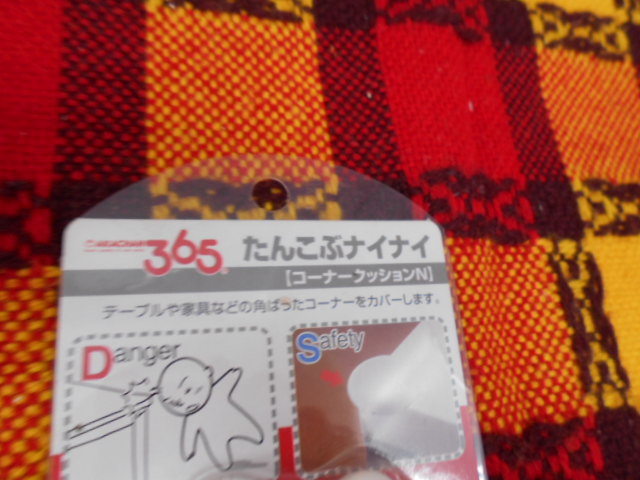 AKACHAN 365 たんこぶナイナイ
【コーナークッションN】
テーブルや家具などの角ばったコーナーをカバーします。
Danger
Safety